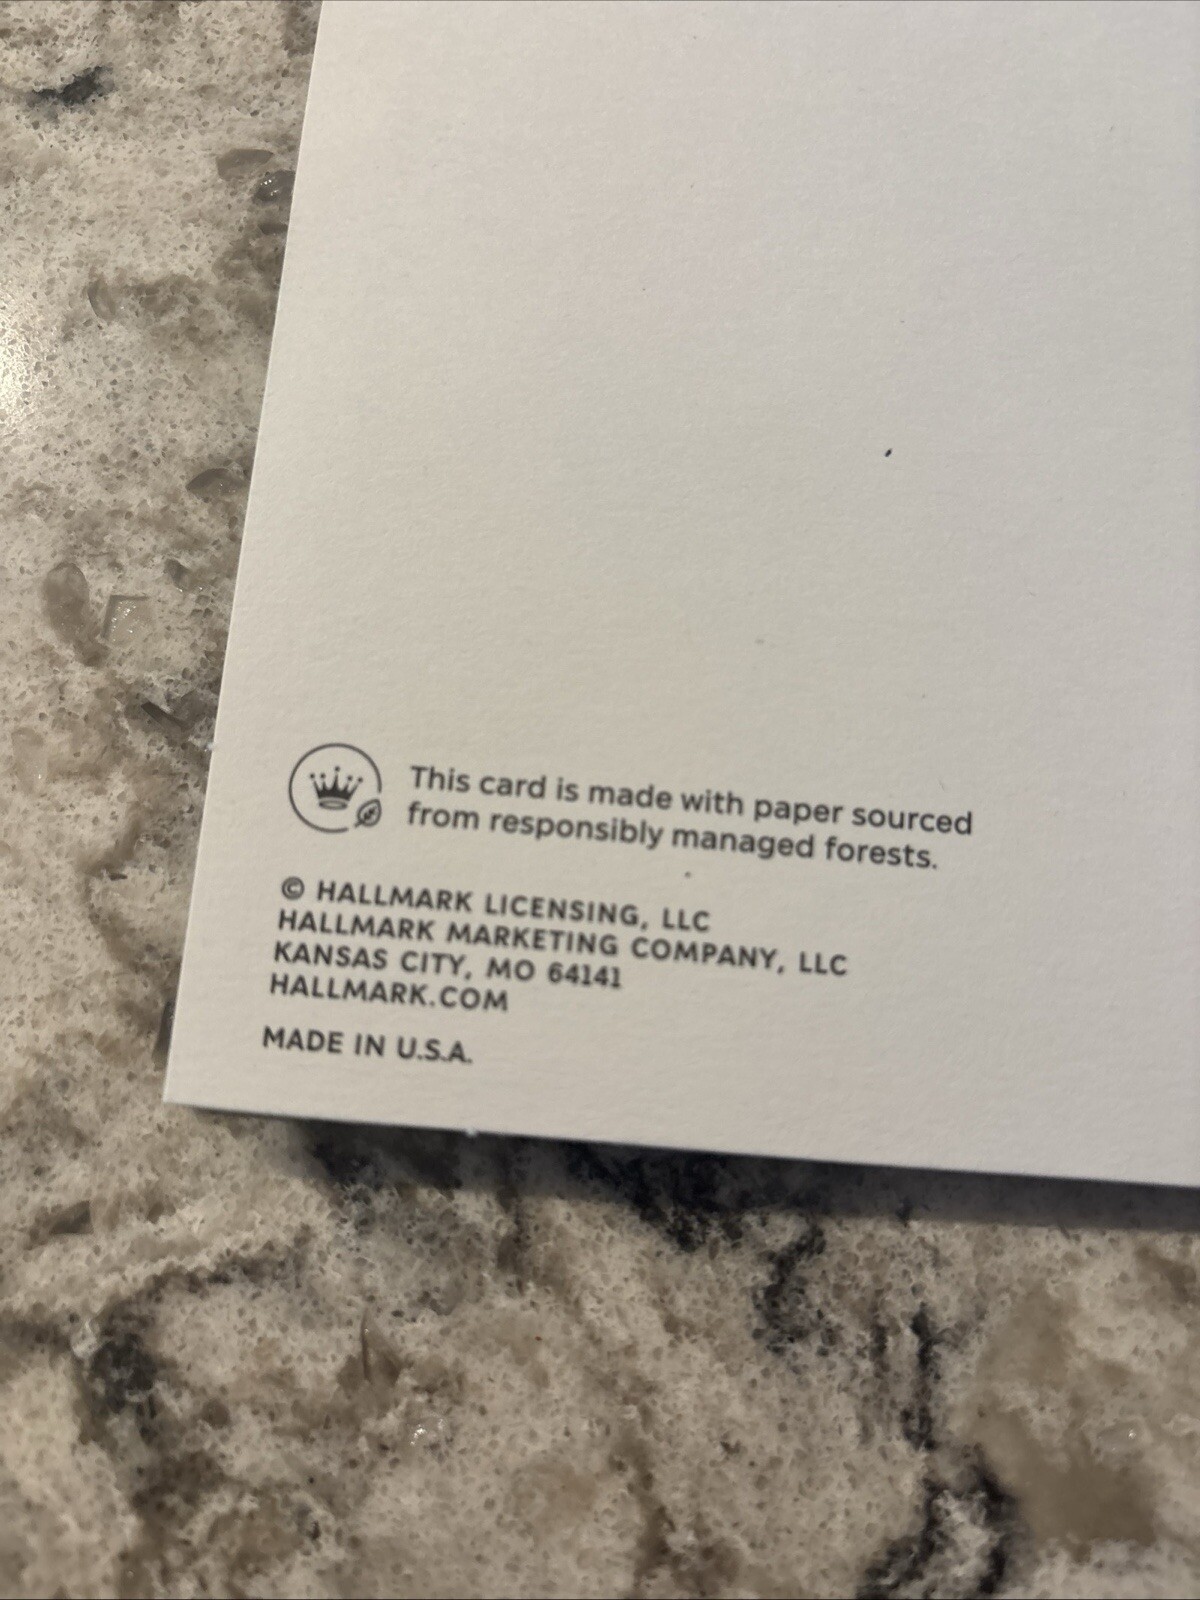 This card is made with paper sourced
from responsibly managed forests.
© HALLMARK LICENSING, LLC
HALLMARK MARKETING COMPANY, LLC
KANSAS CITY, MO 64141
HALLMARK.COM
MADE IN U.S.A.